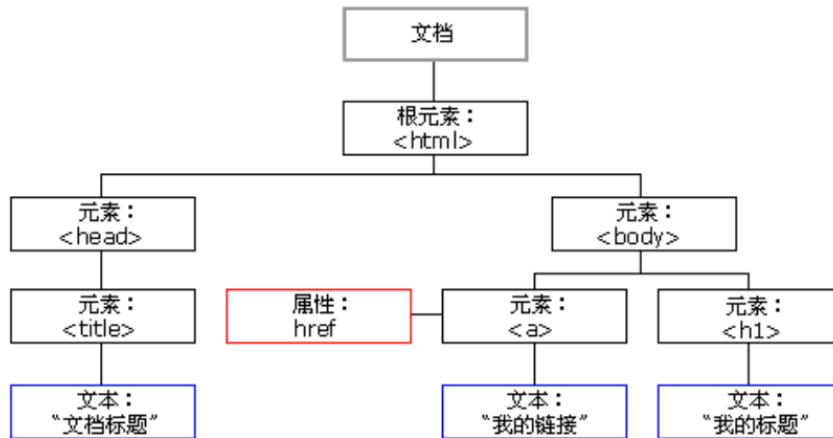 文档
根元素：
<html>
元素：
<head>
元素：
<body>
元素：
<title>
属性：
href
元素：
<a>
元素：
<h1>
文本：
“文档标题”
文本：
“我的链接”
文本：
“我的标题”